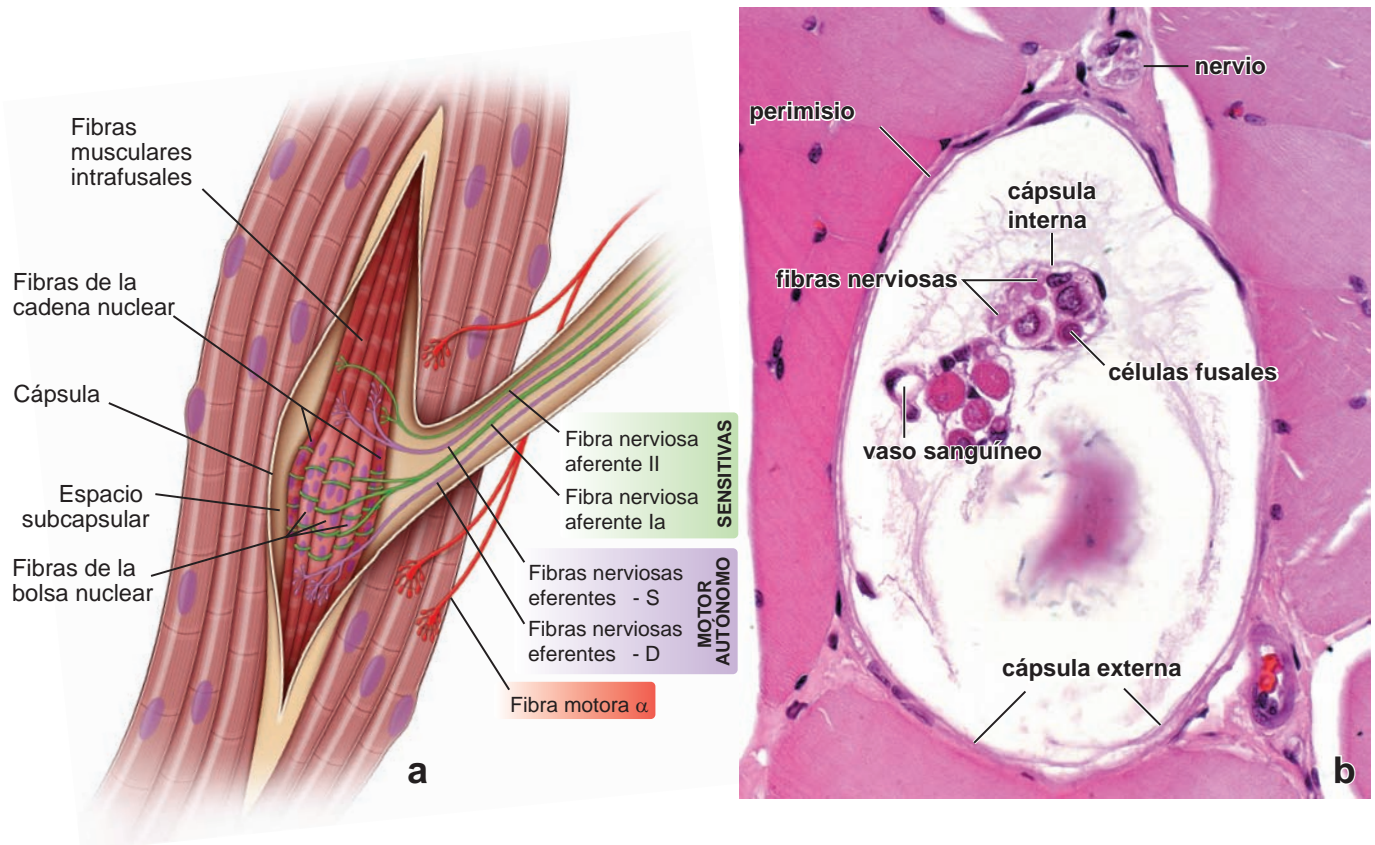 Fibras
musculares
intrafusales
Fibras de la
cadena nuclear
Cápsula
Espacio
subcapsular
Fibras de la
bolsa nuclear
Fibra nerviosa
aferente II
Fibra nerviosa
aferente Ia
SENSITIVAS
Fibras nerviosas
eferentes - S
Fibras nerviosas
eferentes - D
MOTOR
AUTÓNOMO
Fibra motora α
a
nervio
perimisio
cápsula
interna
fibras nerviosas
células fusales
vaso sanguíneo
cápsula externa
b